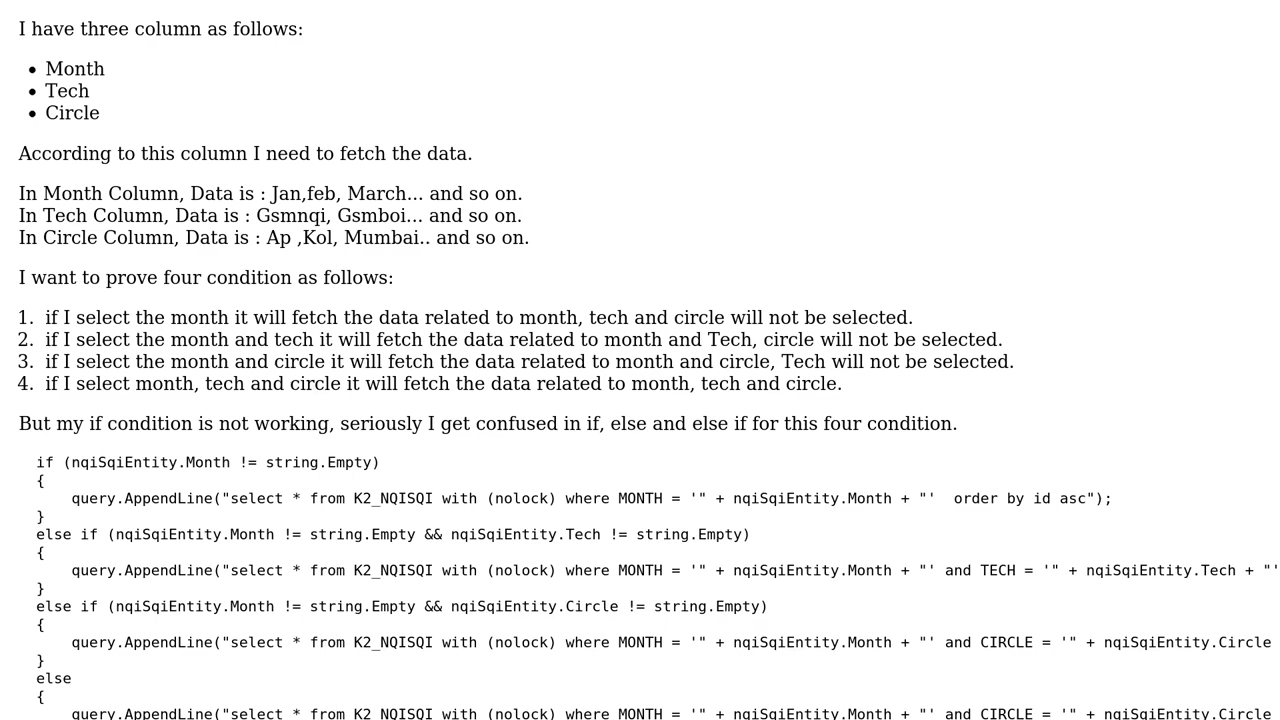 I have three column as follows:
• Month
• Tech
• Circle
According to this column I need to fetch the data.
In Month Column, Data is : Jan,feb, March... and so on.
In Tech Column, Data is : Gsmnqi, Gsmboi... and so on.
In Circle Column, Data is : Ap ,Kol, Mumbai.. and so on.
I want to prove four condition as follows:
1. if I select the month it will fetch the data related to month, tech and circle will not be selected.
2. if I select the month and tech it will fetch the data related to month and Tech, circle will not be selected.
3. if I select the month and circle it will fetch the data related to month and circle, Tech will not be selected.
4. if I select month, tech and circle it will fetch the data related to month, tech and circle.
But my if condition is not working, seriously I get confused in if, else and else if for this four condition.
if (nqiSqiEntity.Month != string.Empty)
{
    query.AppendLine("select * from K2_NQISQI with (nolock) where MONTH = '" + nqiSqiEntity.Month + "'  order by id asc");
}
else if (nqiSqiEntity.Month != string.Empty && nqiSqiEntity.Tech != string.Empty)
{
    query.AppendLine("select * from K2_NQISQI with (nolock) where MONTH = '" + nqiSqiEntity.Month + "' and TECH = '" + nqiSqiEntity.Tech + "'
}
else if (nqiSqiEntity.Month != string.Empty && nqiSqiEntity.Circle != string.Empty)
{
    query.AppendLine("select * from K2_NQISQI with (nolock) where MONTH = '" + nqiSqiEntity.Month + "' and CIRCLE = '" + nqiSqiEntity.Circle
}
else
{
    query.AppendLine("select * from K2_NQISQI with (nolock) where MONTH = '" + nqiSqiEntity.Month + "' and CIRCLE = '" + nqiSqiEntity.Circle